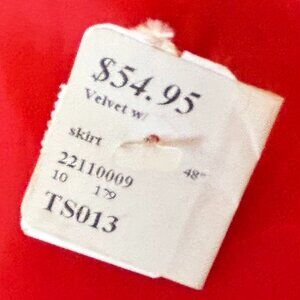 $54.95
Velvet w/
skirt 48"
22110009
10 179
TS013